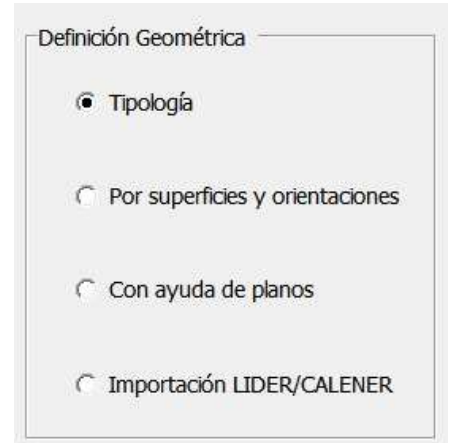 Definición Geométrica
Tipología
Por superficies y orientaciones
Con ayuda de planos
Importación LIDER/CALENER